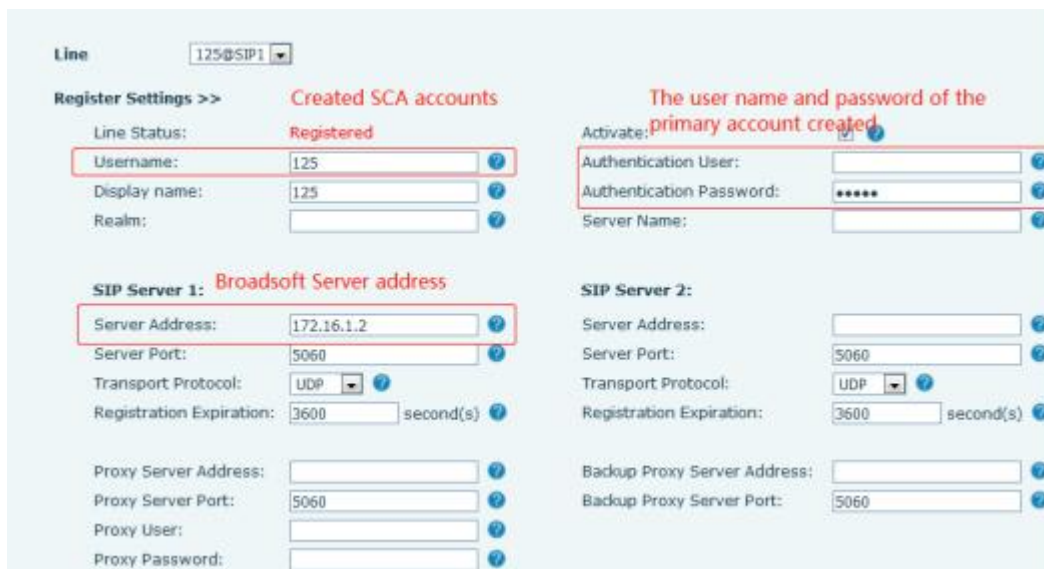 Line 125@SIP1
Register Settings >> Created SCA accounts The user name and password of the primary account created
Line Status: Registered Activate:
Username: 125 Authentication User:
Display name: 125 Authentication Password: •••••
Realm: Server Name:
Broadsoft Server address
SIP Server 1: SIP Server 2:
Server Address: 172.16.1.2 Server Address:
Server Port: 5060 Server Port: 5060
Transport Protocol: UDP Transport Protocol: UDP
Registration Expiration: 3600 second(s) Registration Expiration: 3600 second(s)
Proxy Server Address: Backup Proxy Server Address:
Proxy Server Port: 5060 Backup Proxy Server Port: 5060
Proxy User:
Proxy Password: